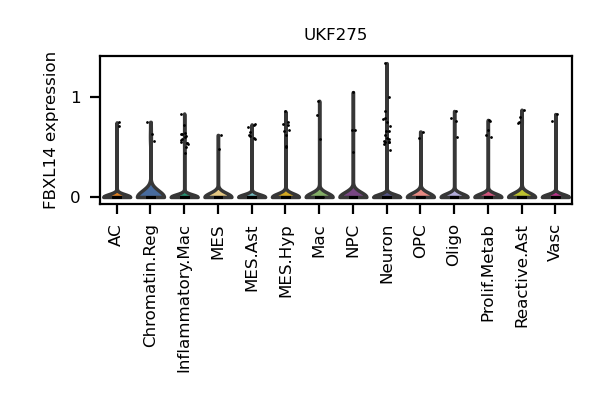 UKF275
FBXL14 expression
1
0
AC
Chromatin.Reg
Inflammatory.Mac
MES
MES.Ast
MES.Hyp
Mac
NPC
Neuron
OPC
Oligo
Prolif.Metab
Reactive.Ast
Vasc